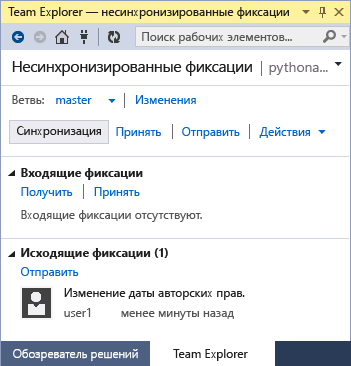 Team Explorer — несинхронизированные фиксации
Поиск рабочих элементов...
Несинхронизированные фиксации | pythona...
Ветвь: master | Изменения
Синхронизация Принять | Отправить | Действия
Входящие фиксации
Получить | Принять
Входящие фиксации отсутствуют.
Исходящие фиксации (1)
Отправить
Изменение даты авторских прав.
user1 менее минуты назад
Обозреватель решений Team Explorer